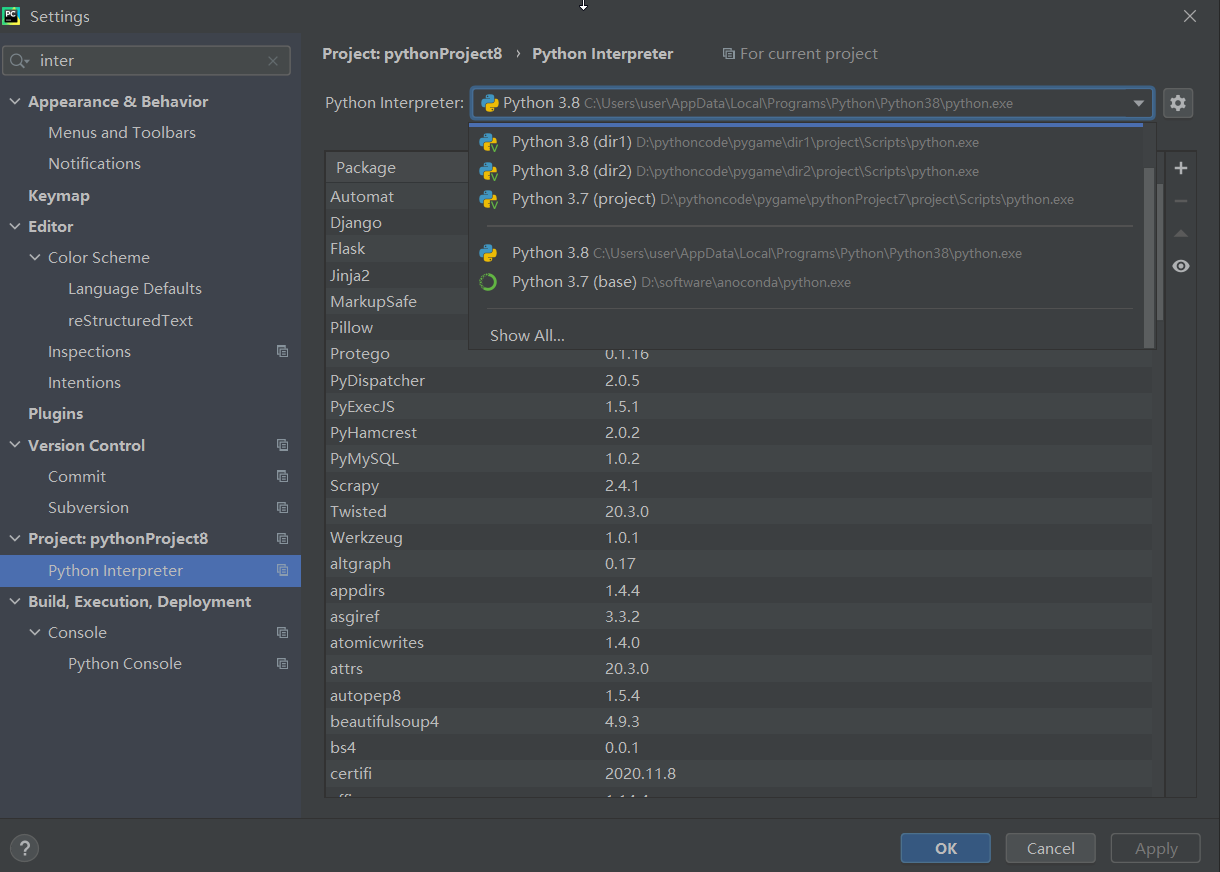 PC Settings
inter
Appearance & Behavior
Menus and Toolbars
Notifications
Keymap
Editor
Color Scheme
Language Defaults
reStructuredText
Inspections
Intentions
Plugins
Version Control
Commit
Subversion
Project: pythonProject8
Python Interpreter
Build, Execution, Deployment
Console
Python Console
Project: pythonProject8 › Python Interpreter For current project
Python Interpreter: Python 3.8 C:\Users\user\AppData\Local\Programs\Python\Python38\python.exe
Python 3.8 (dir1) D:\pythoncode\pygame\dir1\project\Scripts\python.exe
Python 3.8 (dir2) D:\pythoncode\pygame\dir2\project\Scripts\python.exe
Python 3.7 (project) D:\pythoncode\pygame\pythonProject7\project\Scripts\python.exe
Python 3.8 C:\Users\user\AppData\Local\Programs\Python\Python38\python.exe
Python 3.7 (base) D:\software\anoconda\python.exe
Show All...
Package
Automat
Django
Flask
Jinja2
MarkupSafe
Pillow
Protego 0.1.16
PyDispatcher 2.0.5
PyExecJS 1.5.1
PyHamcrest 2.0.2
PyMySQL 1.0.2
Scrapy 2.4.1
Twisted 20.3.0
Werkzeug 1.0.1
altgraph 0.17
appdirs 1.4.4
asgiref 3.3.2
atomicwrites 1.4.0
attrs 20.3.0
autopep8 1.5.4
beautifulsoup4 4.9.3
bs4 0.0.1
certifi 2020.11.8
? OK Cancel Apply